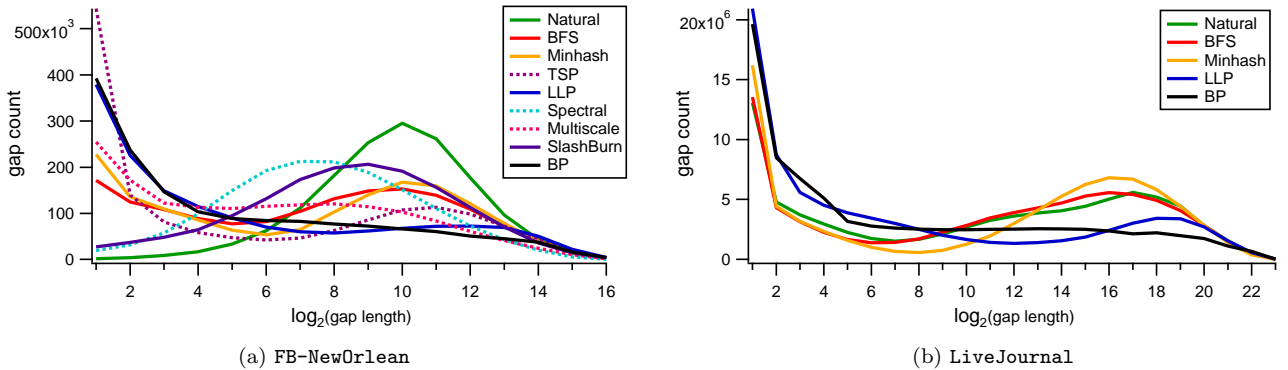 500x10³
400
300
200
100
0
gap count
2 4 6 8 10 12 14 16
log₂(gap length)
Natural
BFS
Minhash
TSP
LLP
Spectral
Multiscale
SlashBurn
BP
(a) FB-NewOrlean
20x10⁶
15
10
5
0
gap count
2 4 6 8 10 12 14 16 18 20 22
log₂(gap length)
Natural
BFS
Minhash
LLP
BP
(b) LiveJournal